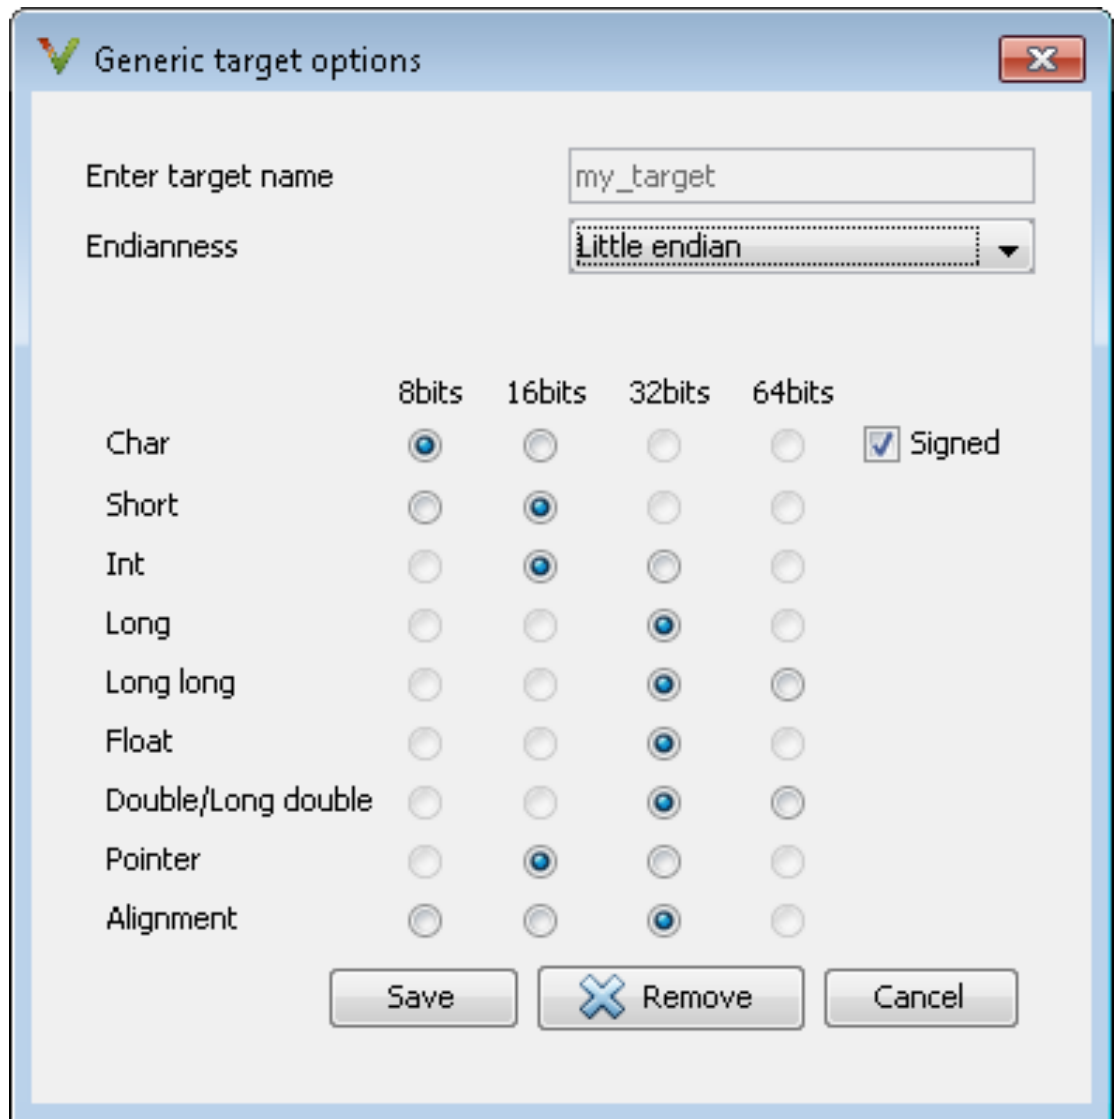 Generic target options
Enter target name my_target
Endianness Little endian
8bits 16bits 32bits 64bits
Char Signed
Short
Int
Long
Long long
Float
Double/Long double
Pointer
Alignment
Save Remove Cancel